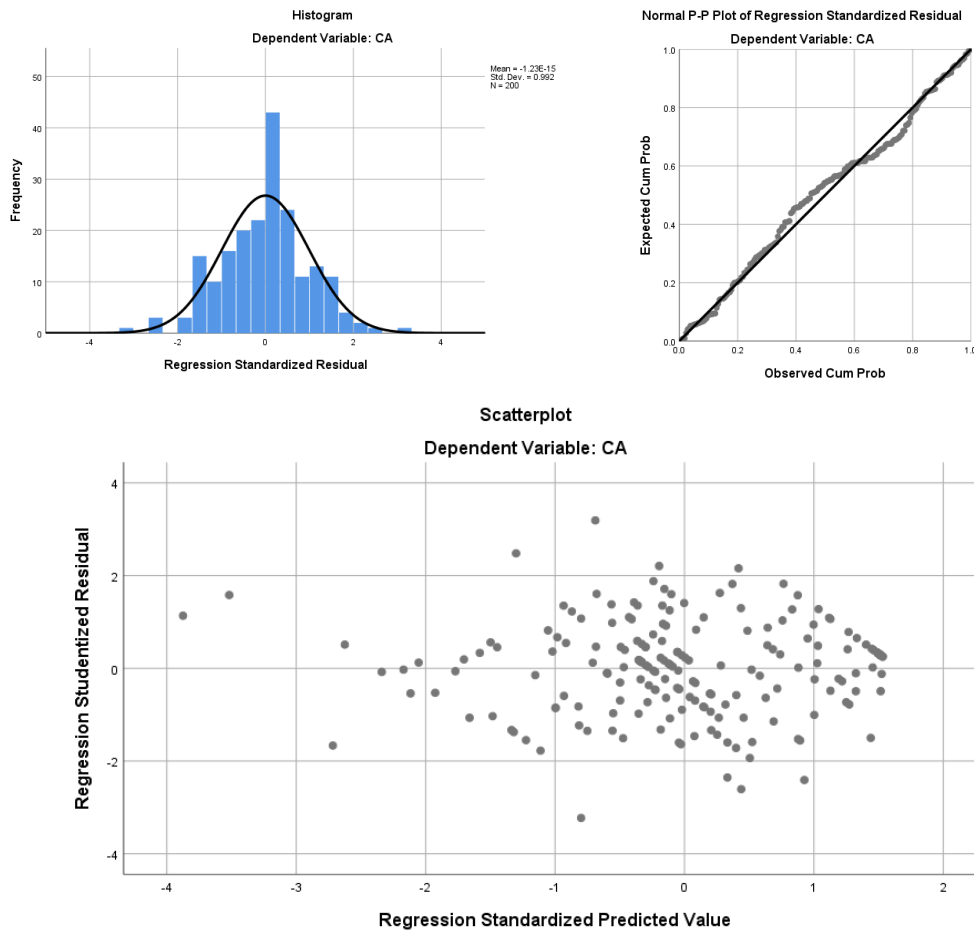 Histogram
Dependent Variable: CA
Mean = -1.23E-15
Std. Dev. = 0.992
N = 200
50
40
30
20
10
0
Frequency
-4
-2
0
2
4
Regression Standardized Residual
Normal P-P Plot of Regression Standardized Residual
Dependent Variable: CA
1.0
0.8
0.6
0.4
0.2
0.0
Expected Cum Prob
0.0
0.2
0.4
0.6
0.8
1.0
Observed Cum Prob
Scatterplot
Dependent Variable: CA
4
2
0
-2
-4
Regression Studentized Residual
-4
-3
-2
-1
0
1
2
Regression Standardized Predicted Value